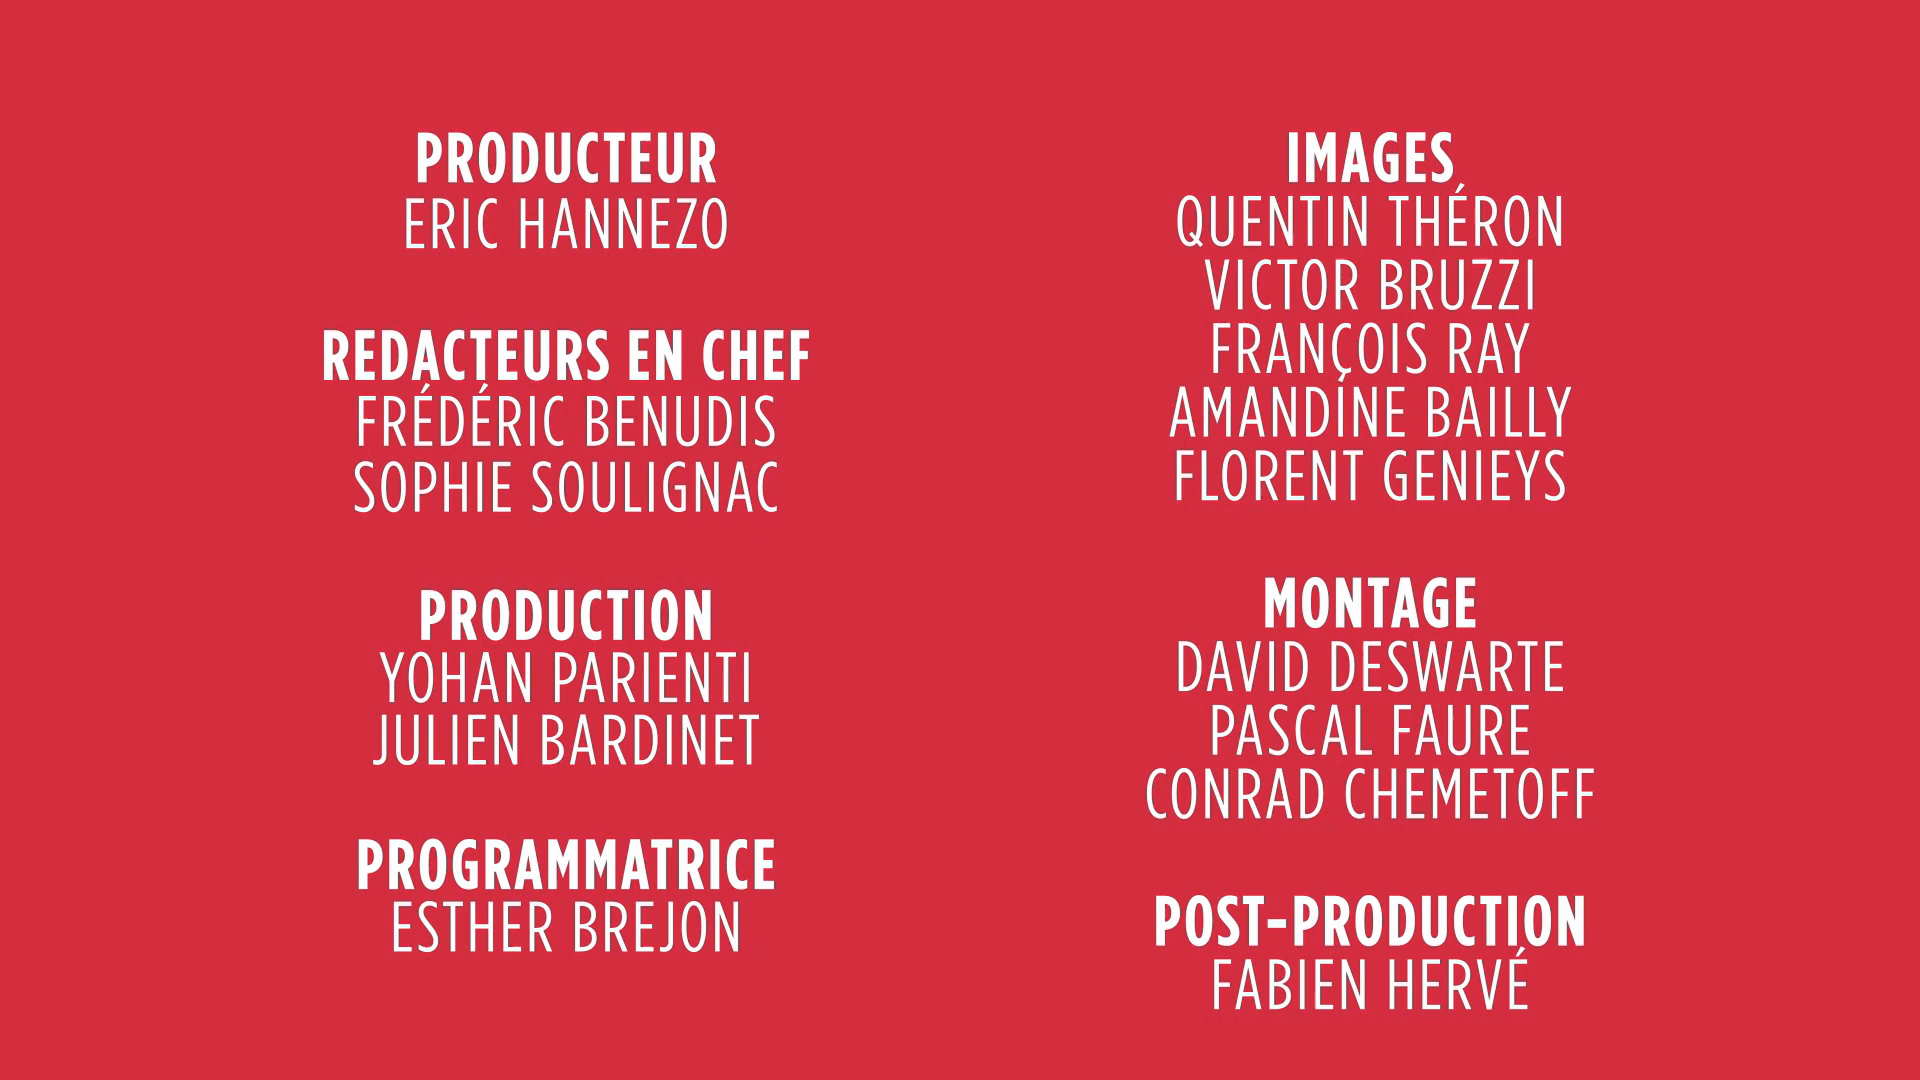 PRODUCTEUR
ERIC HANNEZO
REDACTEURS EN CHEF
FRÉDÉRIC BENUDIS
SOPHIE SOULIGNAC
PRODUCTION
YOHAN PARIENTI
JULIEN BARDINET
PROGRAMMATRICE
ESTHER BREJON
IMAGES
QUENTIN THÉRON
VICTOR BRUZZI
FRANÇOIS RAY
AMANDINE BAILLY
FLORENT GENIEYS
MONTAGE
DAVID DESWARTE
PASCAL FAURE
CONRAD CHEMETOFF
POST-PRODUCTION
FABIEN HERVÉ